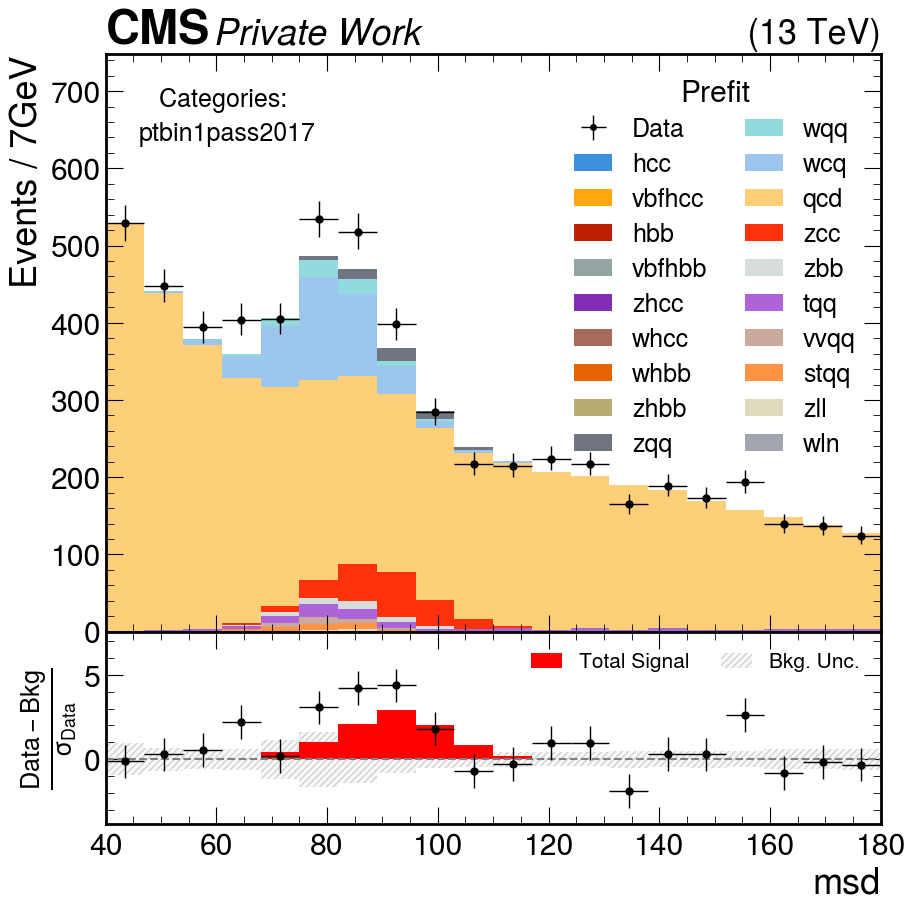 CMS Private Work (13 TeV)
Events / 7GeV
700
600
500
400
300
200
100
0
Categories:
ptbin1pass2017
Prefit
Data
hcc
vbfhcc
hbb
vbfhbb
zhcc
whcc
whbb
zhbb
zqq
wqq
wcq
qcd
zcc
zbb
tqq
vvqq
stqq
zll
wln
Data – Bkg
σData
5
0
Total Signal
Bkg. Unc.
40 60 80 100 120 140 160 180
msd